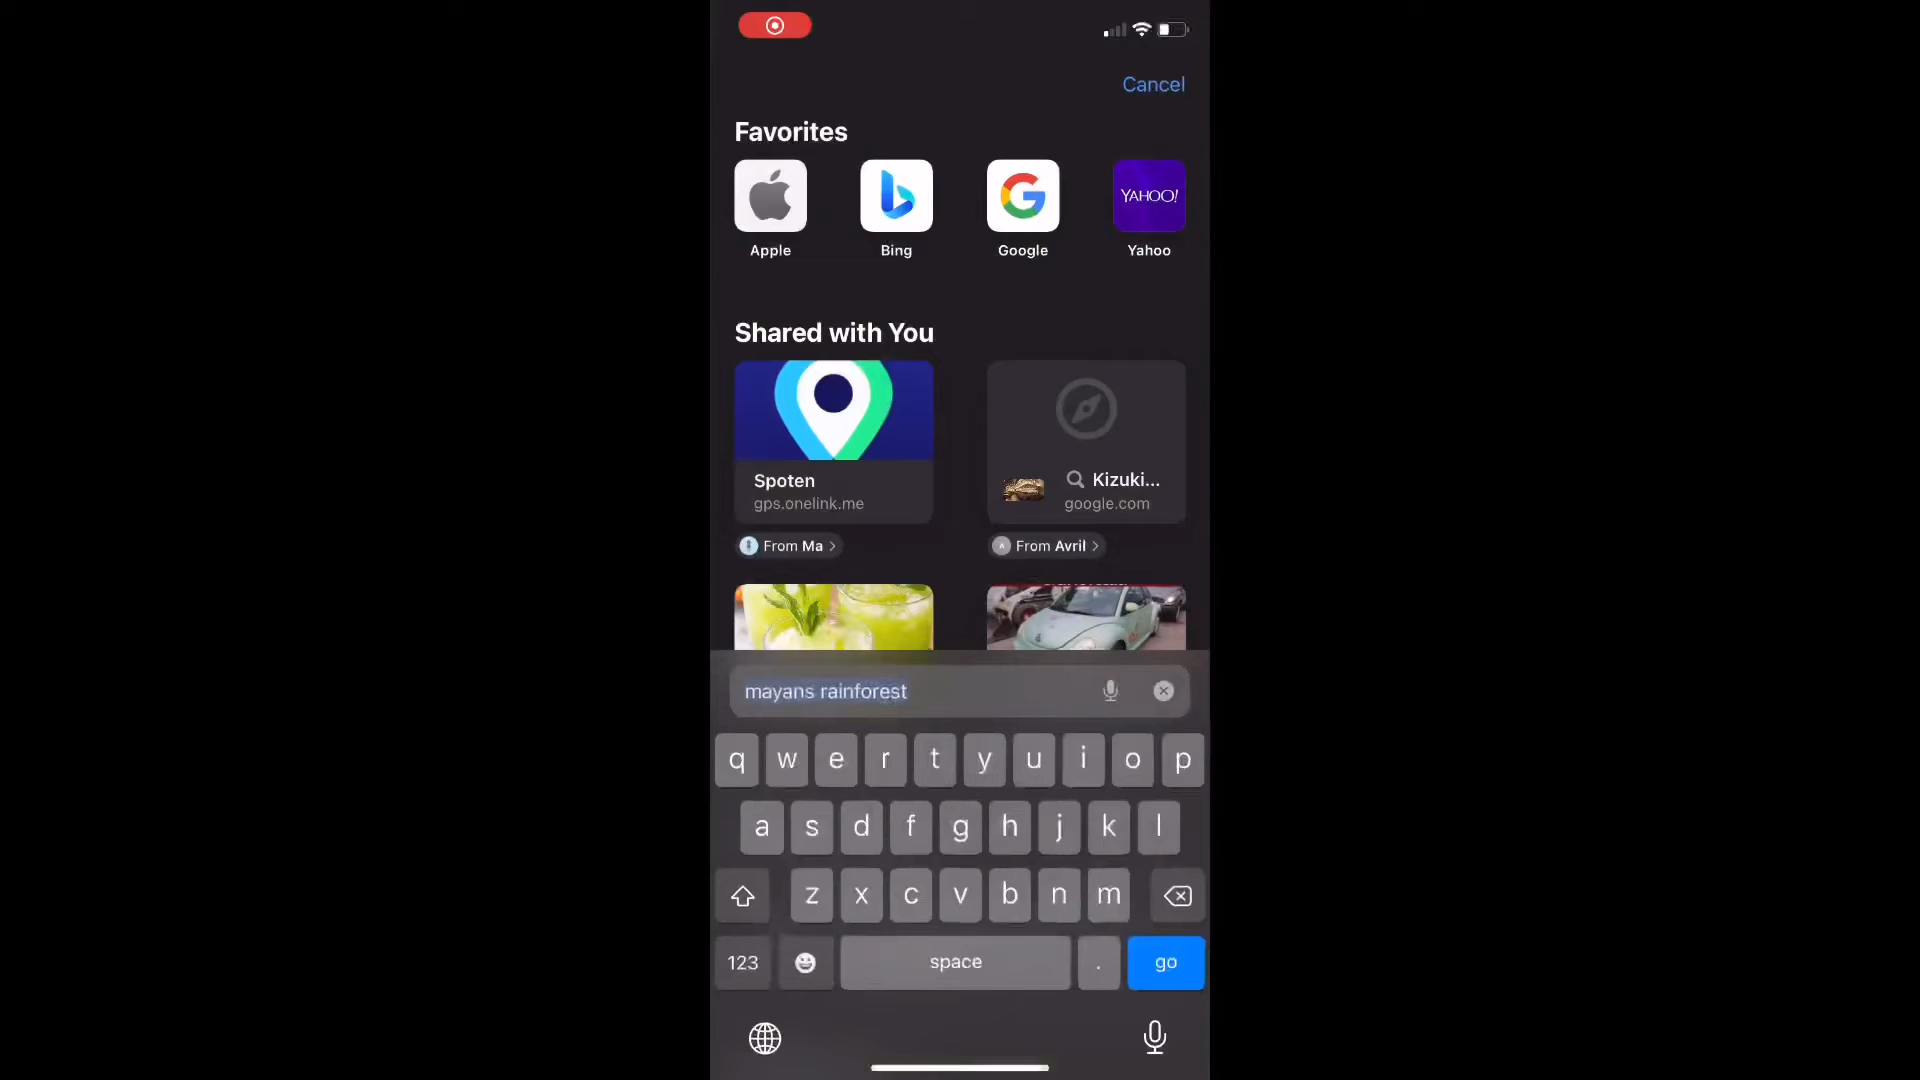 Cancel
Favorites
YAHOO!
Apple
Bing
Google
Yahoo
Shared with You
Spoten
gps.onelink.me
Kizuki...
google.com
From Ma
From Avril
mayans rainforest
q w e r t y u i o p
a s d f g h j k l
z x c v b n m
123
space
.
go